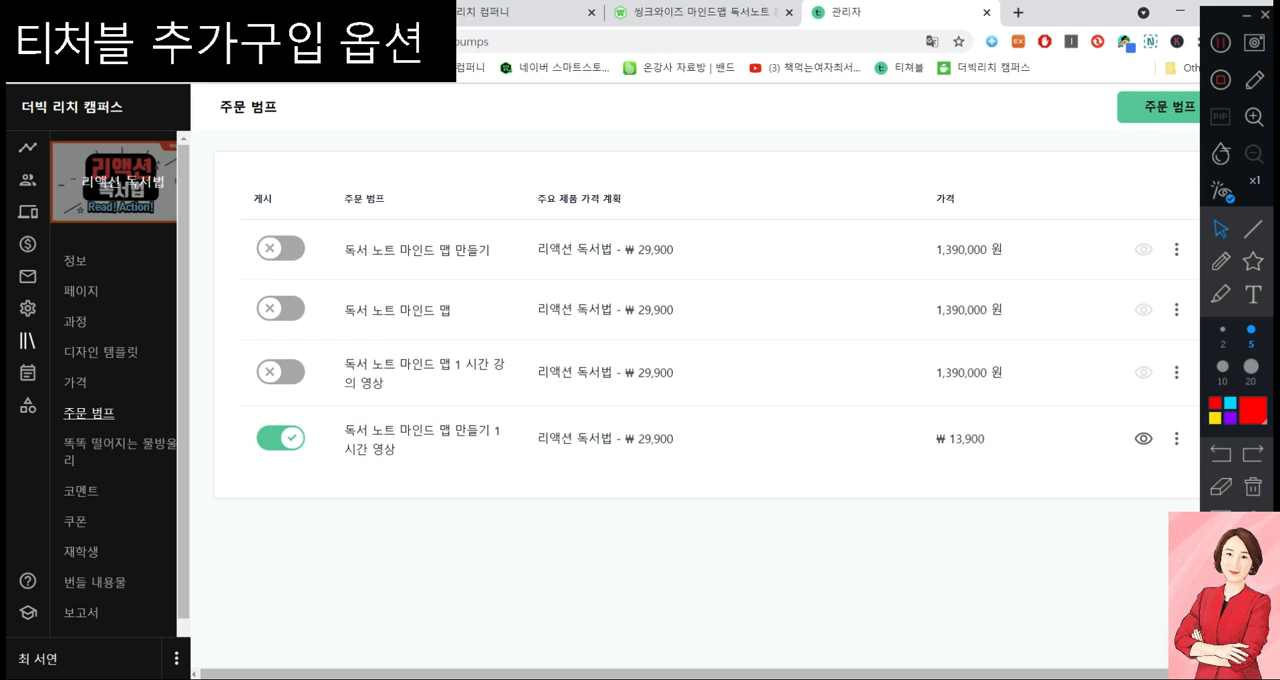 티처블 추가구입 옵션
리치 컴퍼니
씽크와이즈 마인드맵 독서노트
관리자
bumps
컴퍼니
네이버 스마트스토...
온강사 자료방 | 밴드
(3) 책먹는여자최서...
티쳐블
더빅리치 캠퍼스
Oth
더빅 리치 캠퍼스
주문 범프
주문 범프
리액션
리액션 독서법
독서법
Read! Action!
게시
주문 범프
주요 제품 가격 계획
가격
독서 노트 마인드 맵 만들기
리액션 독서법 - ₩ 29,900
1,390,000 원
독서 노트 마인드 맵
리액션 독서법 - ₩ 29,900
1,390,000 원
독서 노트 마인드 맵 1 시간 강
의 영상
리액션 독서법 - ₩ 29,900
1,390,000 원
독서 노트 마인드 맵 만들기 1
시간 영상
리액션 독서법 - ₩ 29,900
₩ 13,900
정보
페이지
과정
디자인 템플릿
가격
주문 범프
똑똑 떨어지는 물방울
리
코멘트
쿠폰
재학생
번들 내용물
보고서
최 서연
PIP
x1
T
2
5
10
20